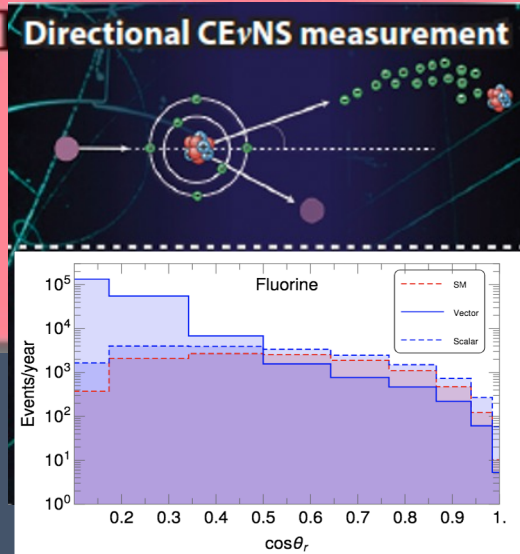 Directional CEνNS measurement
Fluorine
SM
Vector
Scalar
Events/year
10⁵
10⁴
10³
10²
10¹
10⁰
0.2 0.3 0.4 0.5 0.6 0.7 0.8 0.9 1.
cosθᵣ